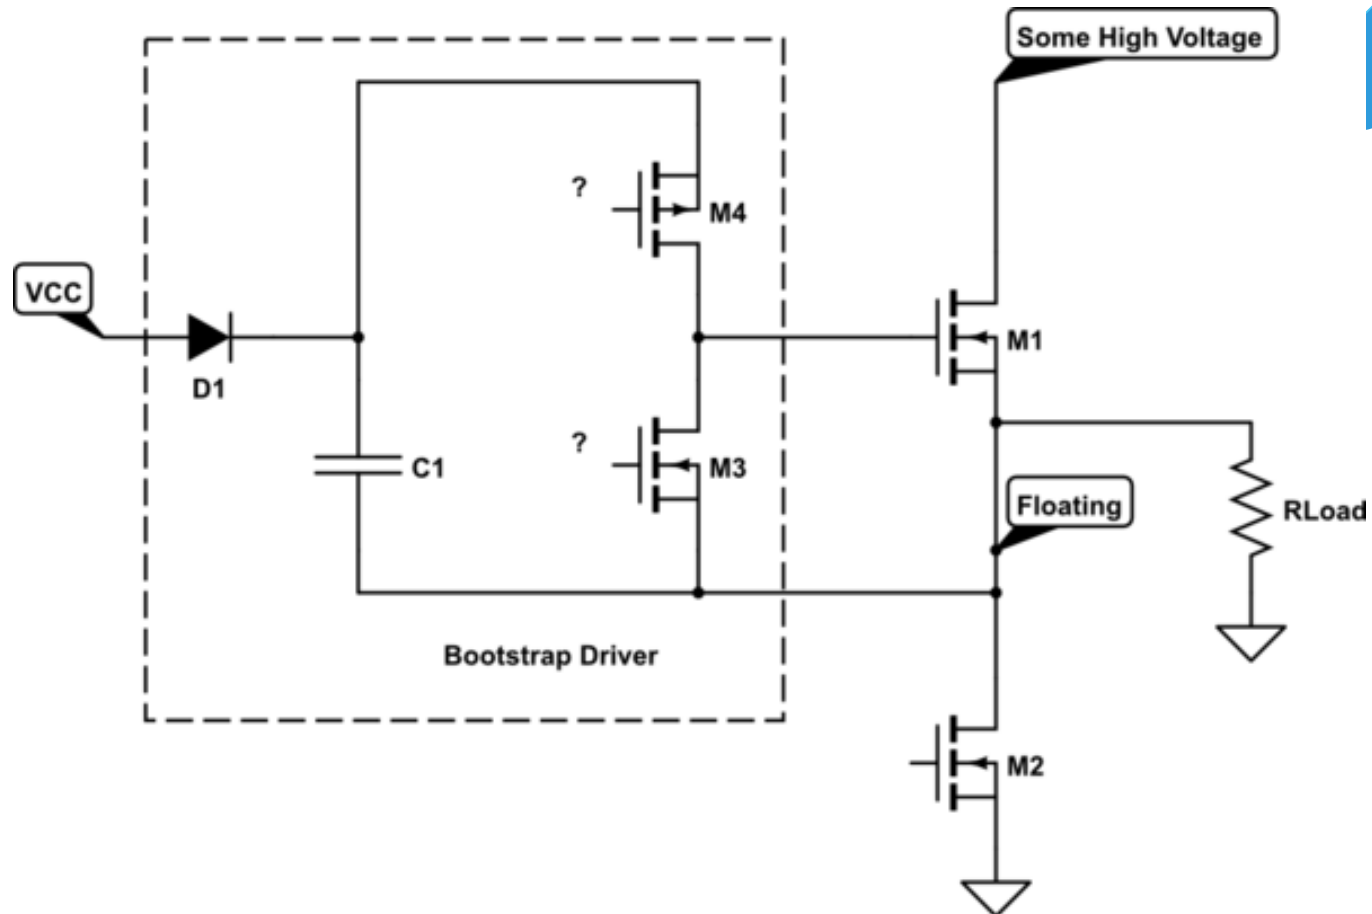 Some High Voltage
?
M4
VCC
D1
M1
?
C1
M3
Floating
RLoad
Bootstrap Driver
M2